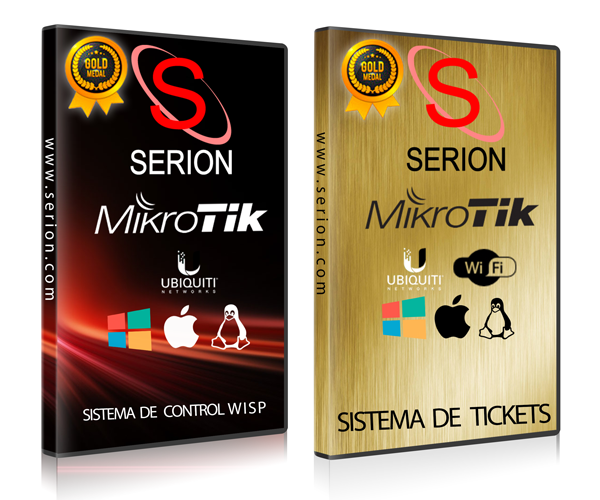 GOLD
MEDAL
S
SERION
www.serion.com
MikroTik
UBIQUITI
NETWORKS
SISTEMA DE CONTROL WISP
GOLD
MEDAL
S
SERION
www.serion.com
MikroTik
UBIQUITI
NETWORKS
Wi Fi
SISTEMA DE TICKETS